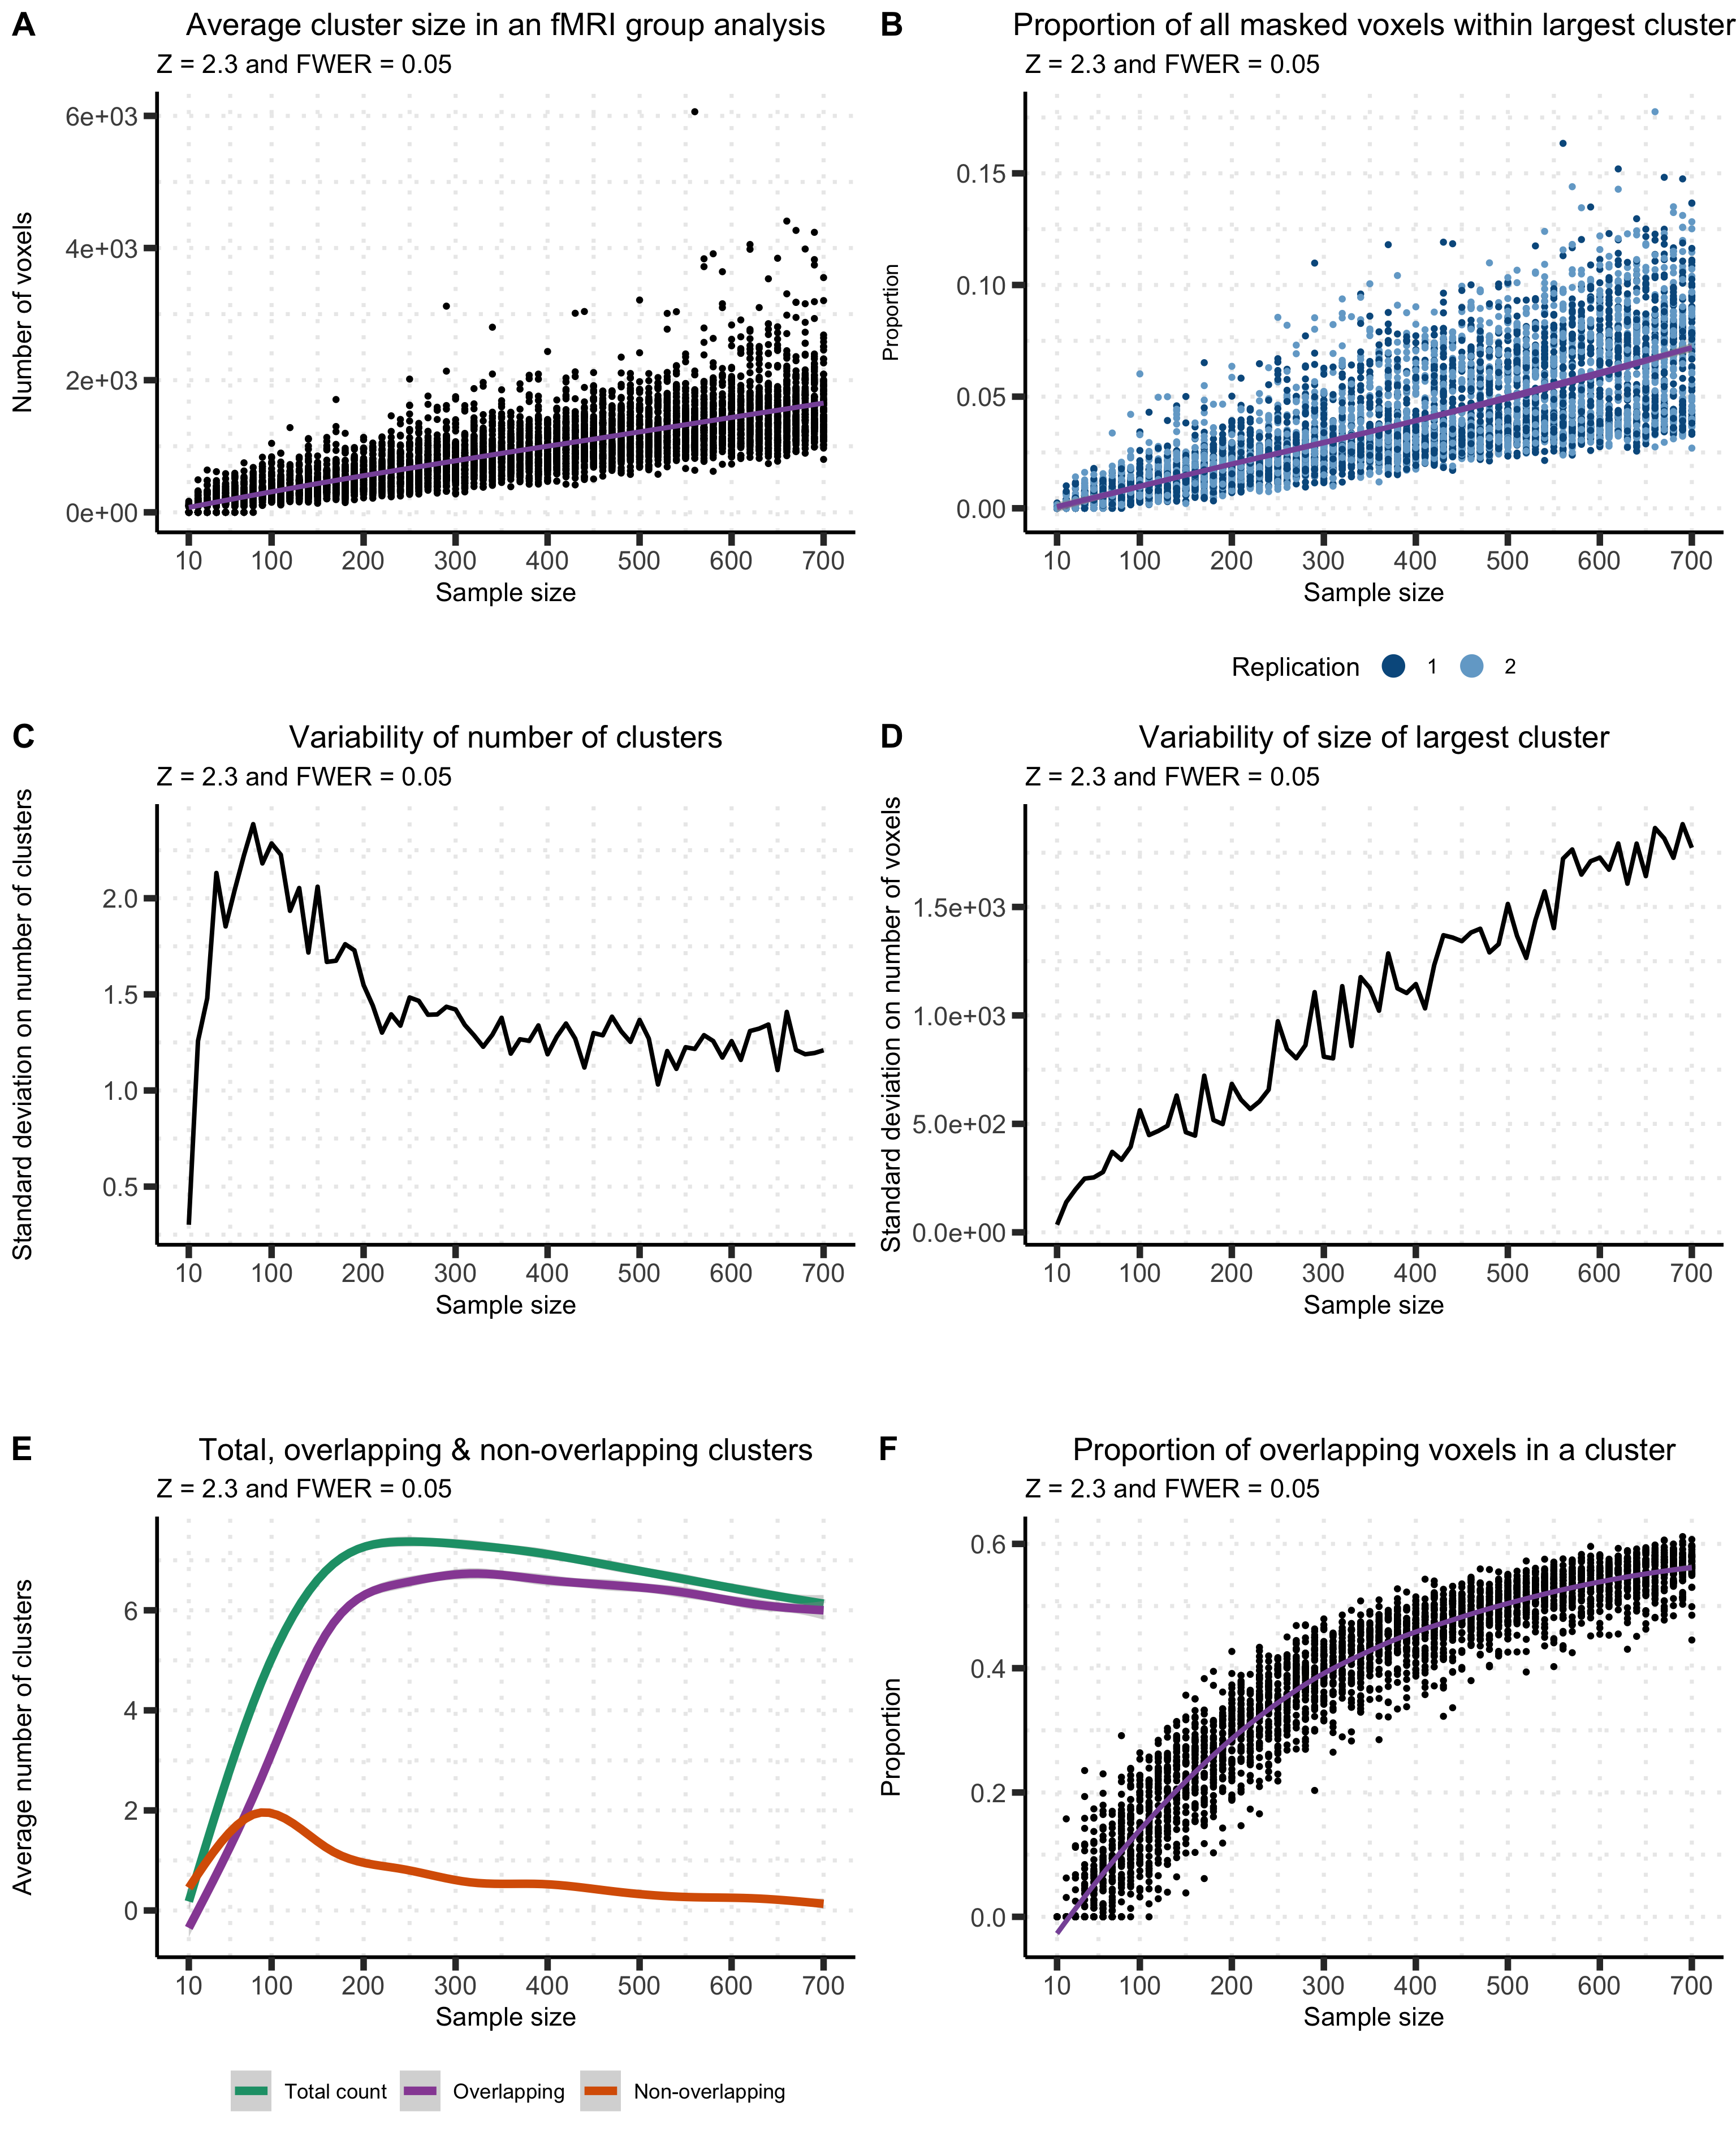 A
Average cluster size in an fMRI group analysis
Z = 2.3 and FWER = 0.05
Number of voxels
6e+03
4e+03
2e+03
0e+00
10 100 200 300 400 500 600 700
Sample size
B
Proportion of all masked voxels within largest cluster
Z = 2.3 and FWER = 0.05
Proportion
0.15
0.10
0.05
0.00
10 100 200 300 400 500 600 700
Sample size
Replication 1 2
C
Variability of number of clusters
Z = 2.3 and FWER = 0.05
Standard deviation on number of clusters
2.0
1.5
1.0
0.5
10 100 200 300 400 500 600 700
Sample size
D
Variability of size of largest cluster
Z = 2.3 and FWER = 0.05
Standard deviation on number of voxels
1.5e+03
1.0e+03
5.0e+02
0.0e+00
10 100 200 300 400 500 600 700
Sample size
E
Total, overlapping & non-overlapping clusters
Z = 2.3 and FWER = 0.05
Average number of clusters
6
4
2
0
10 100 200 300 400 500 600 700
Sample size
Total count Overlapping Non-overlapping
F
Proportion of overlapping voxels in a cluster
Z = 2.3 and FWER = 0.05
Proportion
0.6
0.4
0.2
0.0
10 100 200 300 400 500 600 700
Sample size